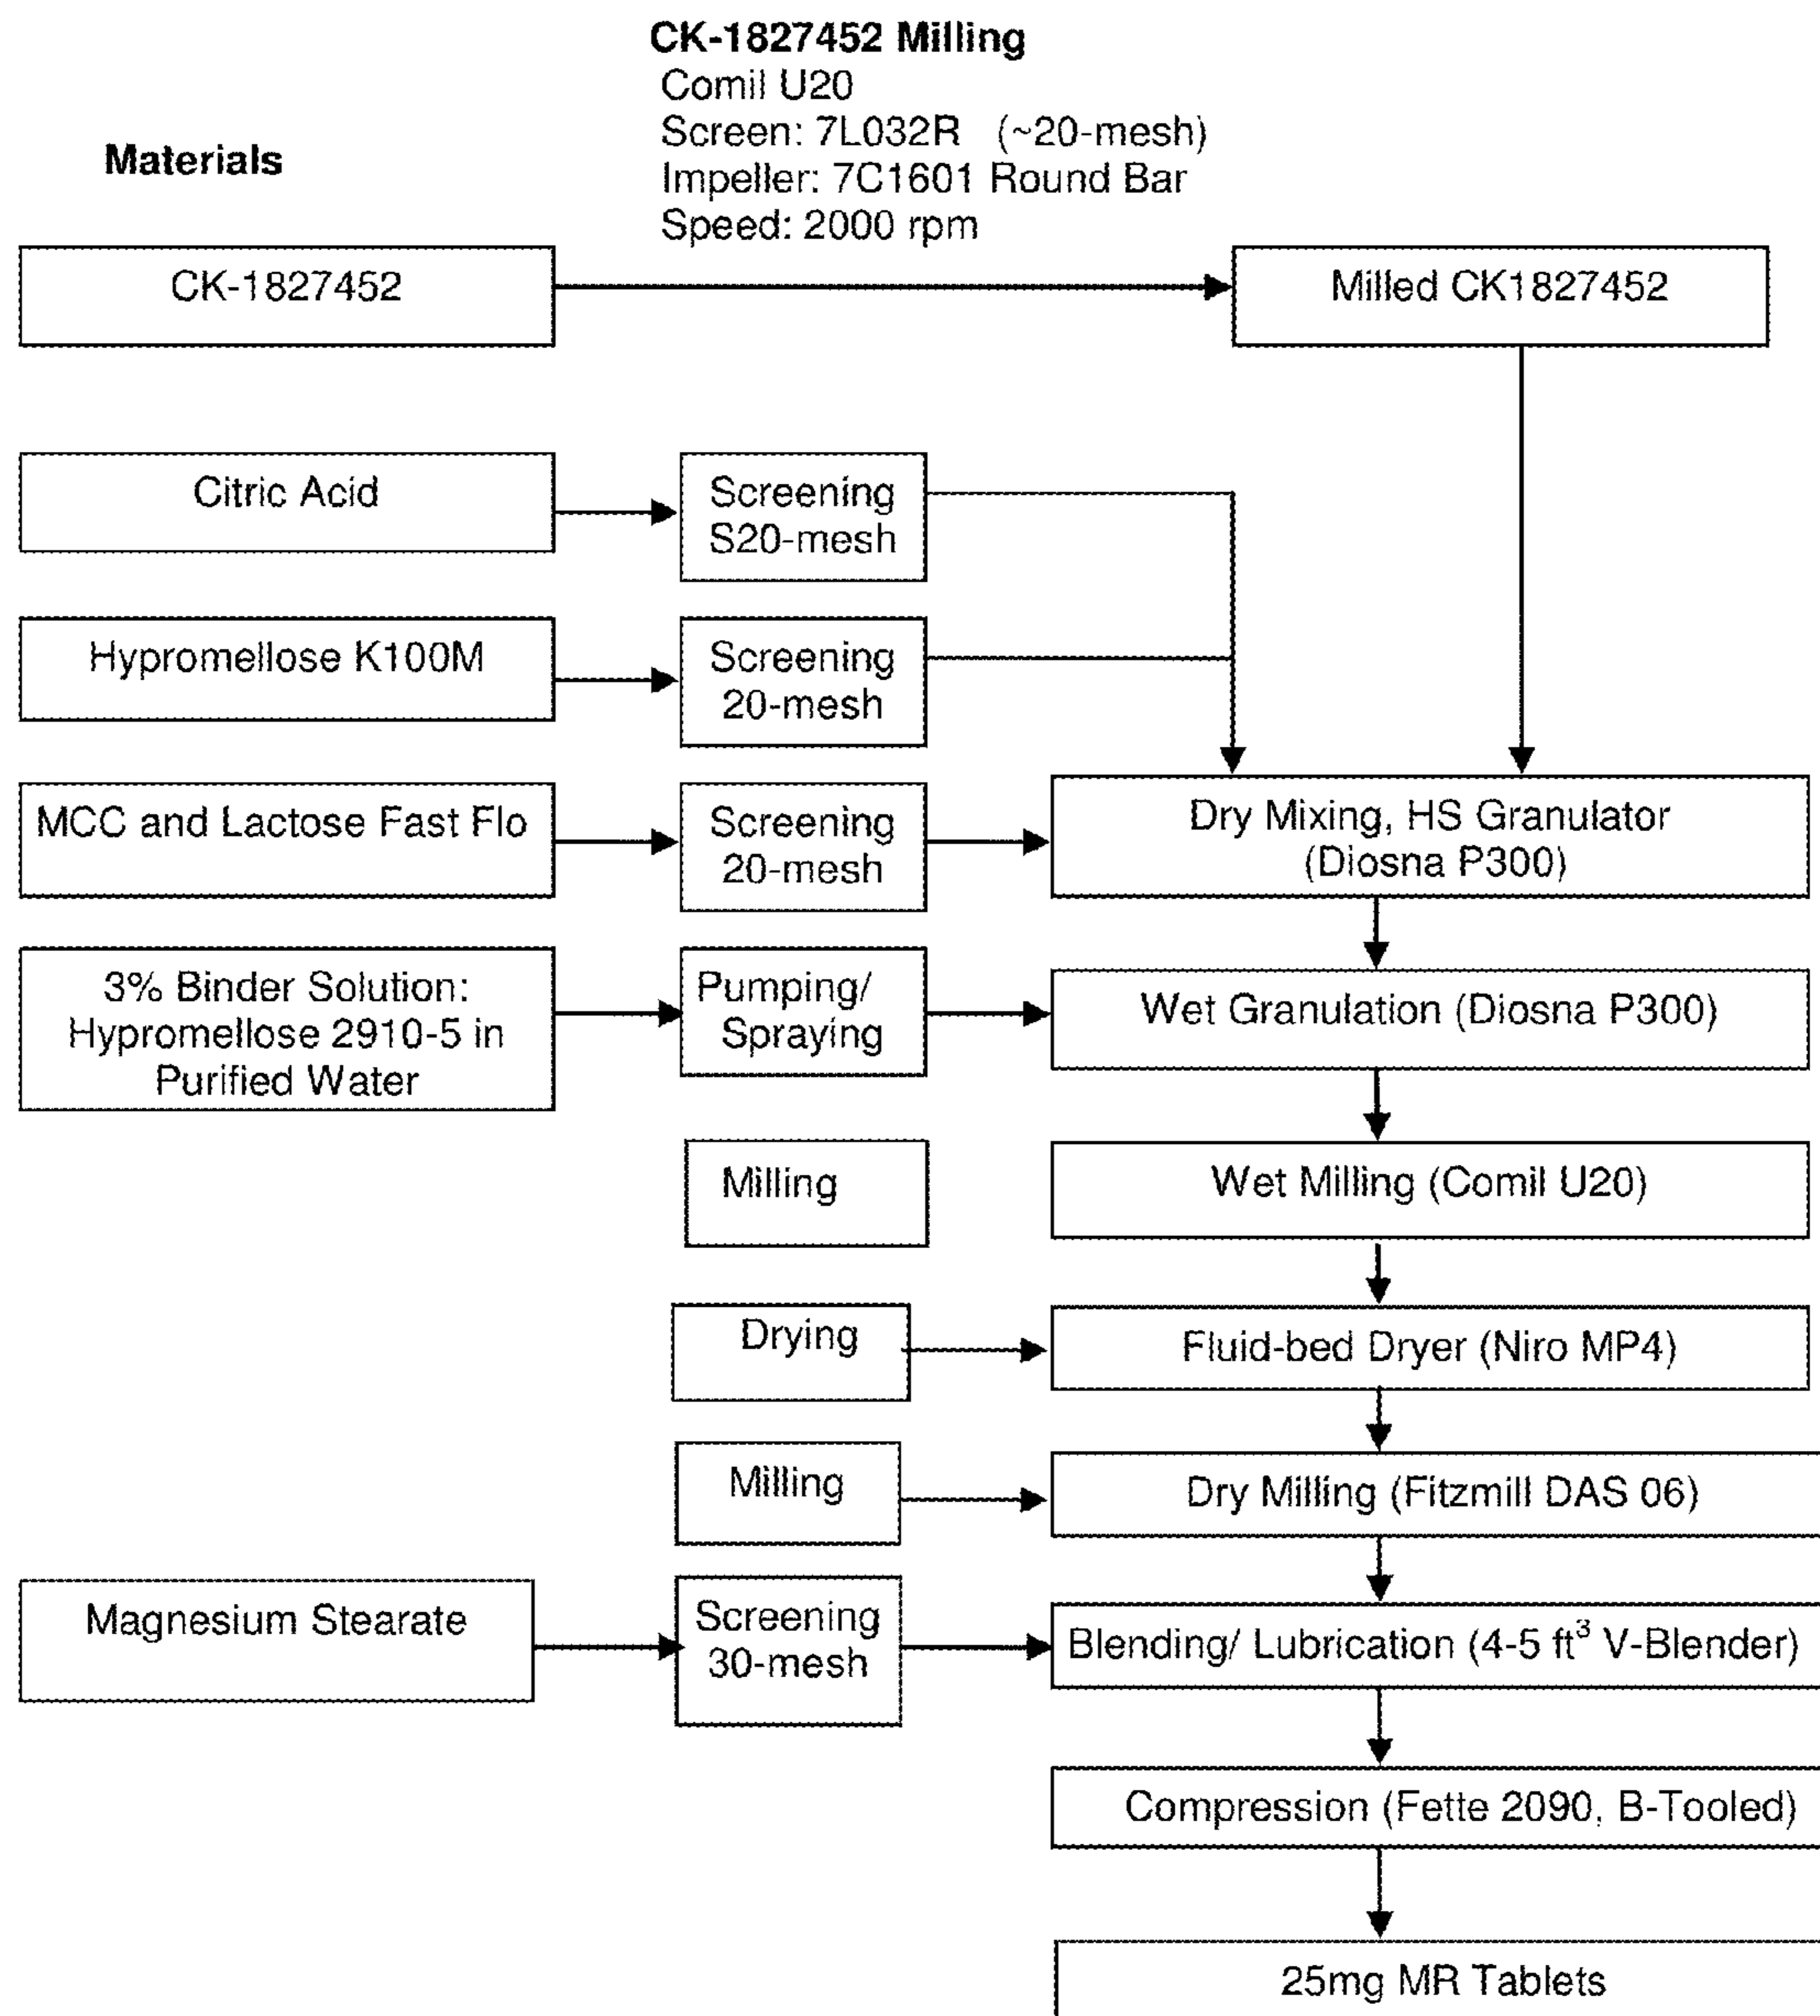 CK-1827452 Milling
Comil U20
Screen: 7L032R (~20-mesh)
Impeller: 7C1601 Round Bar
Speed: 2000 rpm
Materials
CK-1827452
Milled CK1827452
Citric Acid
Screening
S20-mesh
Hypromellose K100M
Screening
20-mesh
MCC and Lactose Fast Flo
Screening
20-mesh
Dry Mixing, HS Granulator
(Diosna P300)
3% Binder Solution:
Hypromellose 2910-5 in
Purified Water
Pumping/
Spraying
Wet Granulation (Diosna P300)
Milling
Wet Milling (Comil U20)
Drying
Fluid-bed Dryer (Niro MP4)
Milling
Dry Milling (Fitzmill DAS 06)
Magnesium Stearate
Screening
30-mesh
Blending/ Lubrication (4-5 ft³ V-Blender)
Compression (Fette 2090, B-Tooled)
25mg MR Tablets